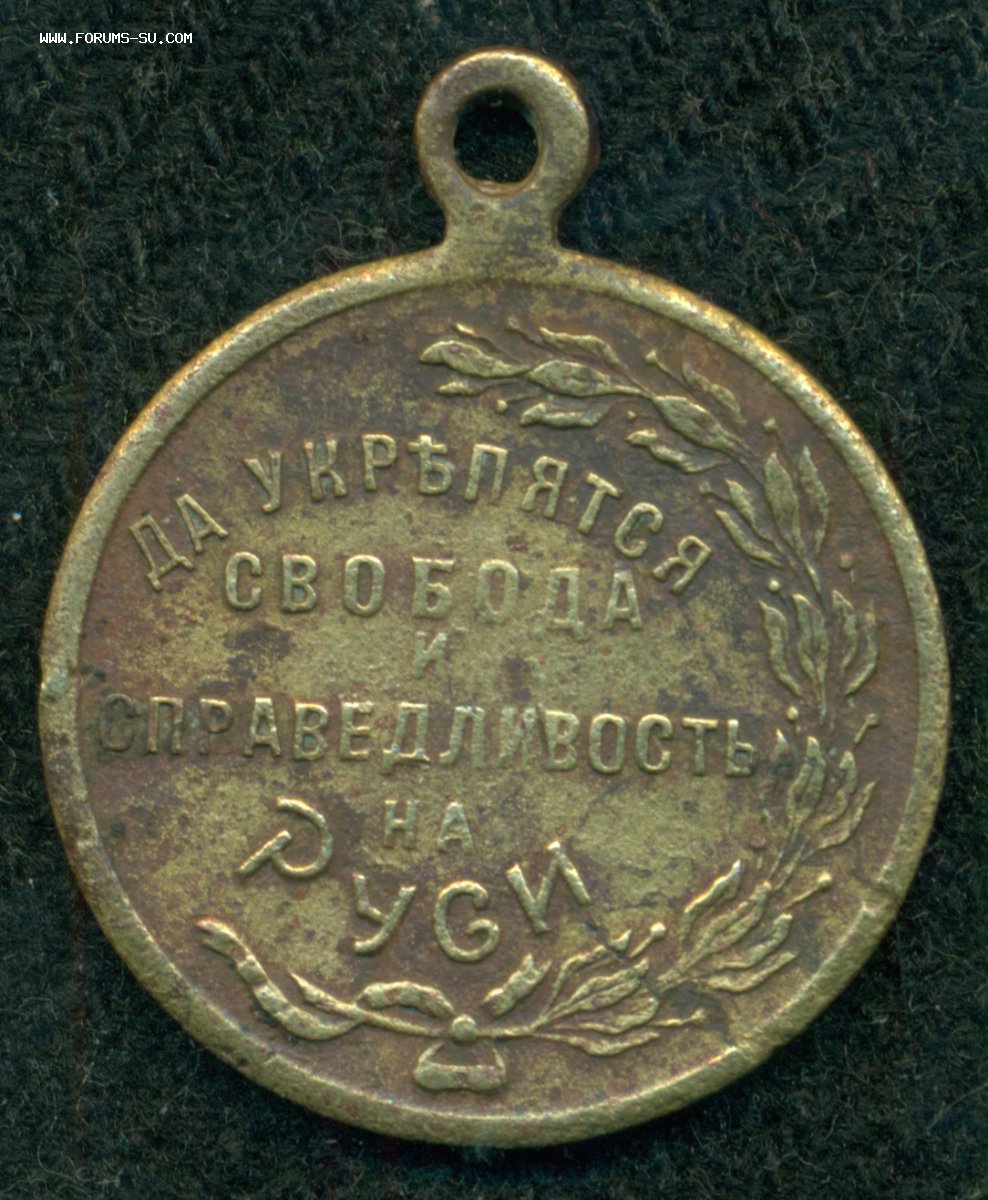 WWW.FORUMS-SU.COM
ДА УКРѢПЯТСЯ
СВОБОДА
И
СПРАВЕДЛИВОСТЬ
НА
РУСИ